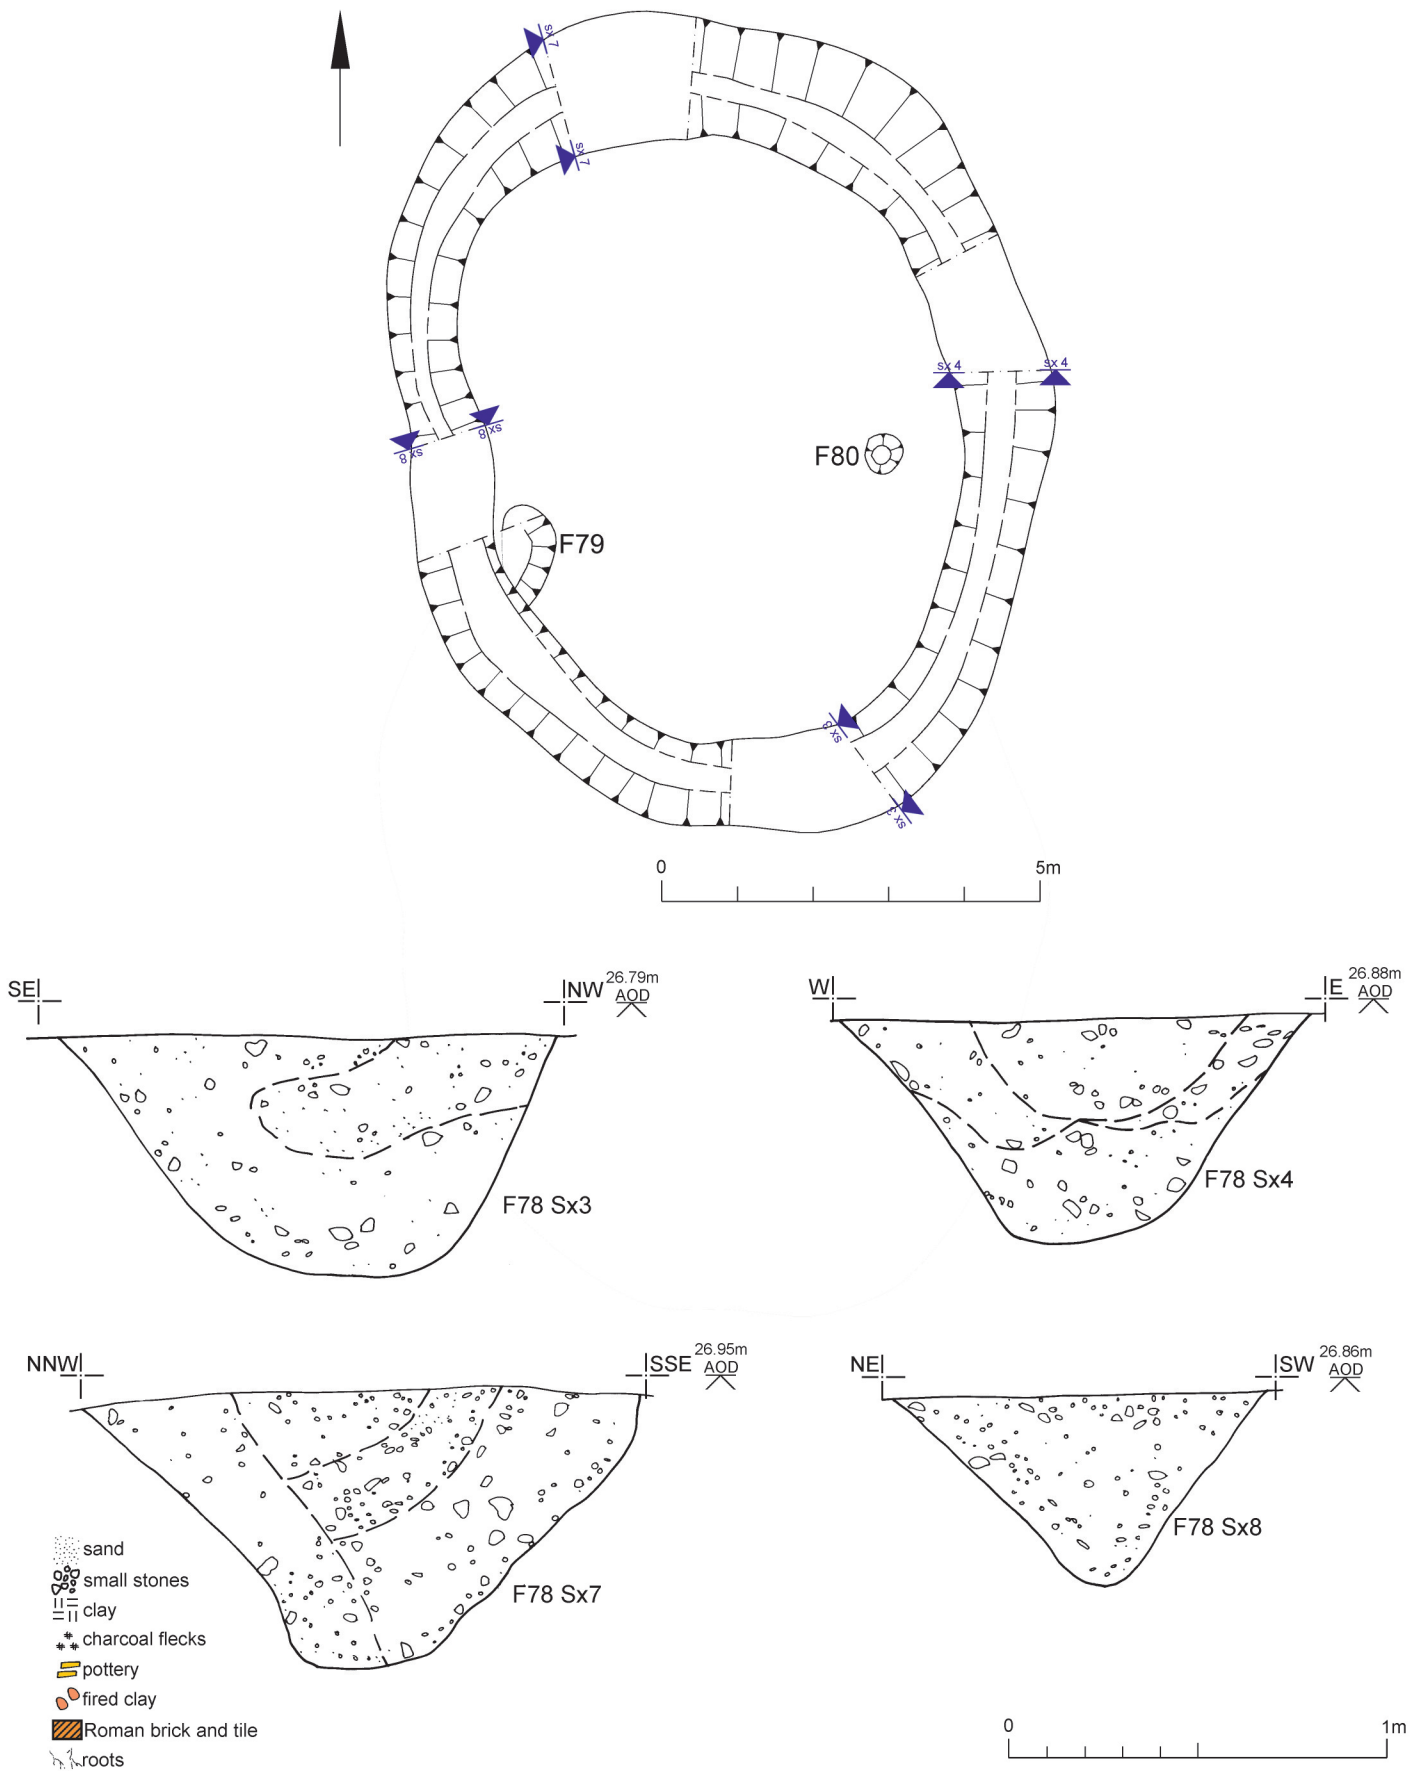 sx 7
sx 7
sx 4
sx 4
sx 8
sx 8
F80
F79
sx 3
sx 3
0 5m
SE NW 26.79m
AOD
W E 26.88m
AOD
F78 Sx3
F78 Sx4
NNW SSE 26.95m
AOD
NE SW 26.86m
AOD
F78 Sx8
F78 Sx7
sand
small stones
clay
charcoal flecks
pottery
fired clay
Roman brick and tile
roots
0 1m